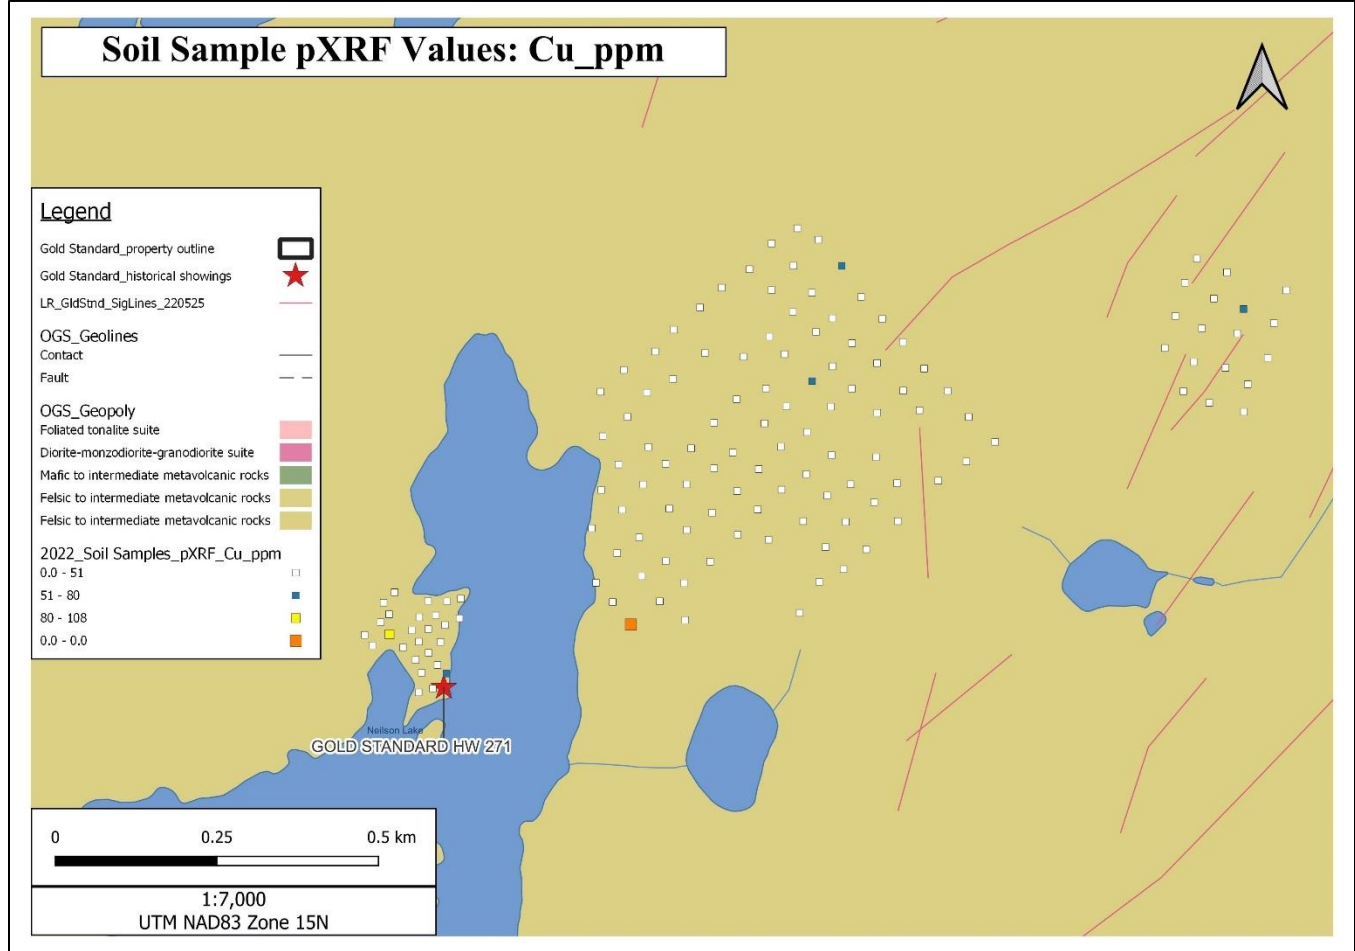 Soil Sample pXRF Values: Cu_ppm
Legend
Gold Standard_property outline
Gold Standard_historical showings
LR_GldStnd_SigLines_220525
OGS_Geolines
Contact
Fault
OGS_Geopoly
Foliated tonalite suite
Diorite-monzodiorite-granodiorite suite
Mafic to intermediate metavolcanic rocks
Felsic to intermediate metavolcanic rocks
Felsic to intermediate metavolcanic rocks
2022_Soil Samples_pXRF_Cu_ppm
0.0 - 51
51 - 80
80 - 108
0.0 - 0.0
Neilson Lake
GOLD STANDARD HW 271
0 0.25 0.5 km
1:7,000
UTM NAD83 Zone 15N